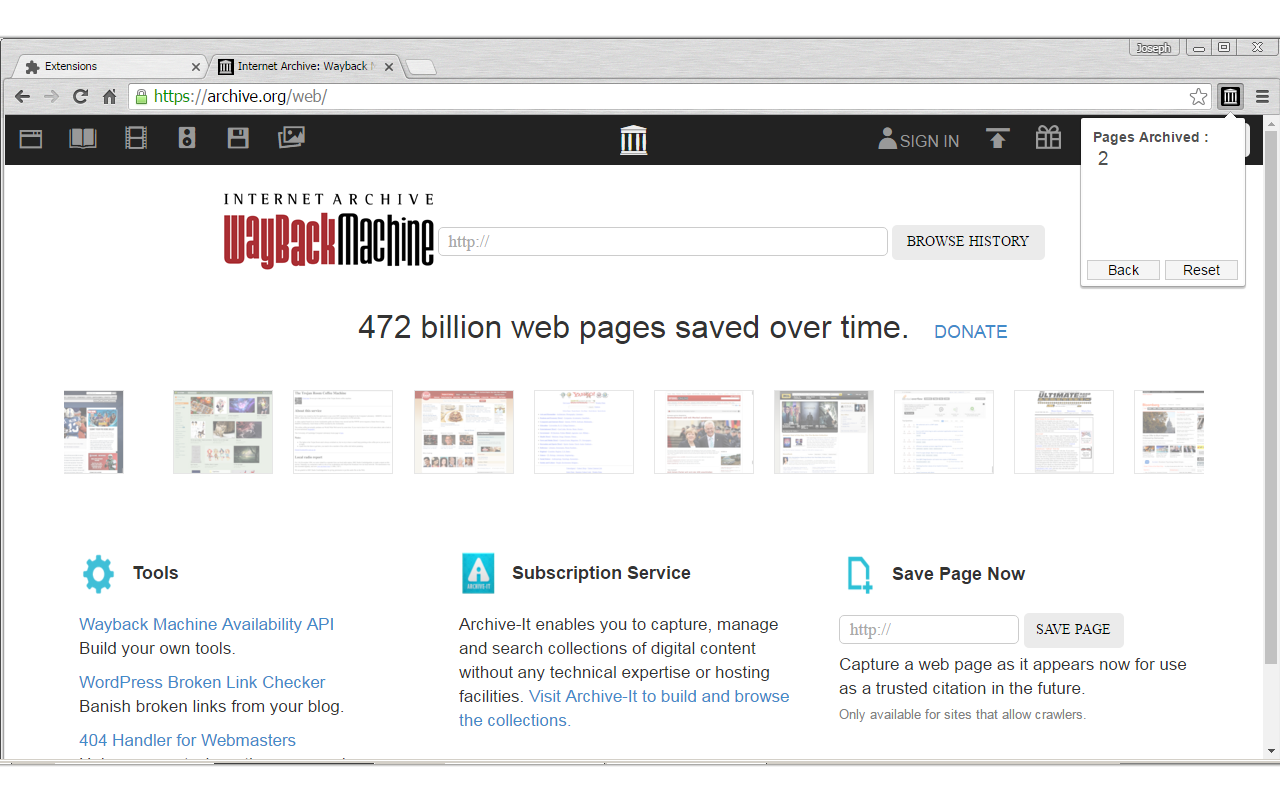 Joseph
Extensions
Internet Archive: Wayback
https://archive.org/web/
SIGN IN
Pages Archived :
2
Back
Reset
INTERNET ARCHIVE
WayBackMachine
http://
BROWSE HISTORY
472 billion web pages saved over time.
DONATE
Tools
Wayback Machine Availability API
Build your own tools.
WordPress Broken Link Checker
Banish broken links from your blog.
404 Handler for Webmasters
ARCHIVE-IT
Subscription Service
Archive-It enables you to capture, manage
and search collections of digital content
without any technical expertise or hosting
facilities. Visit Archive-It to build and browse
the collections.
Save Page Now
http://
SAVE PAGE
Capture a web page as it appears now for use
as a trusted citation in the future.
Only available for sites that allow crawlers.